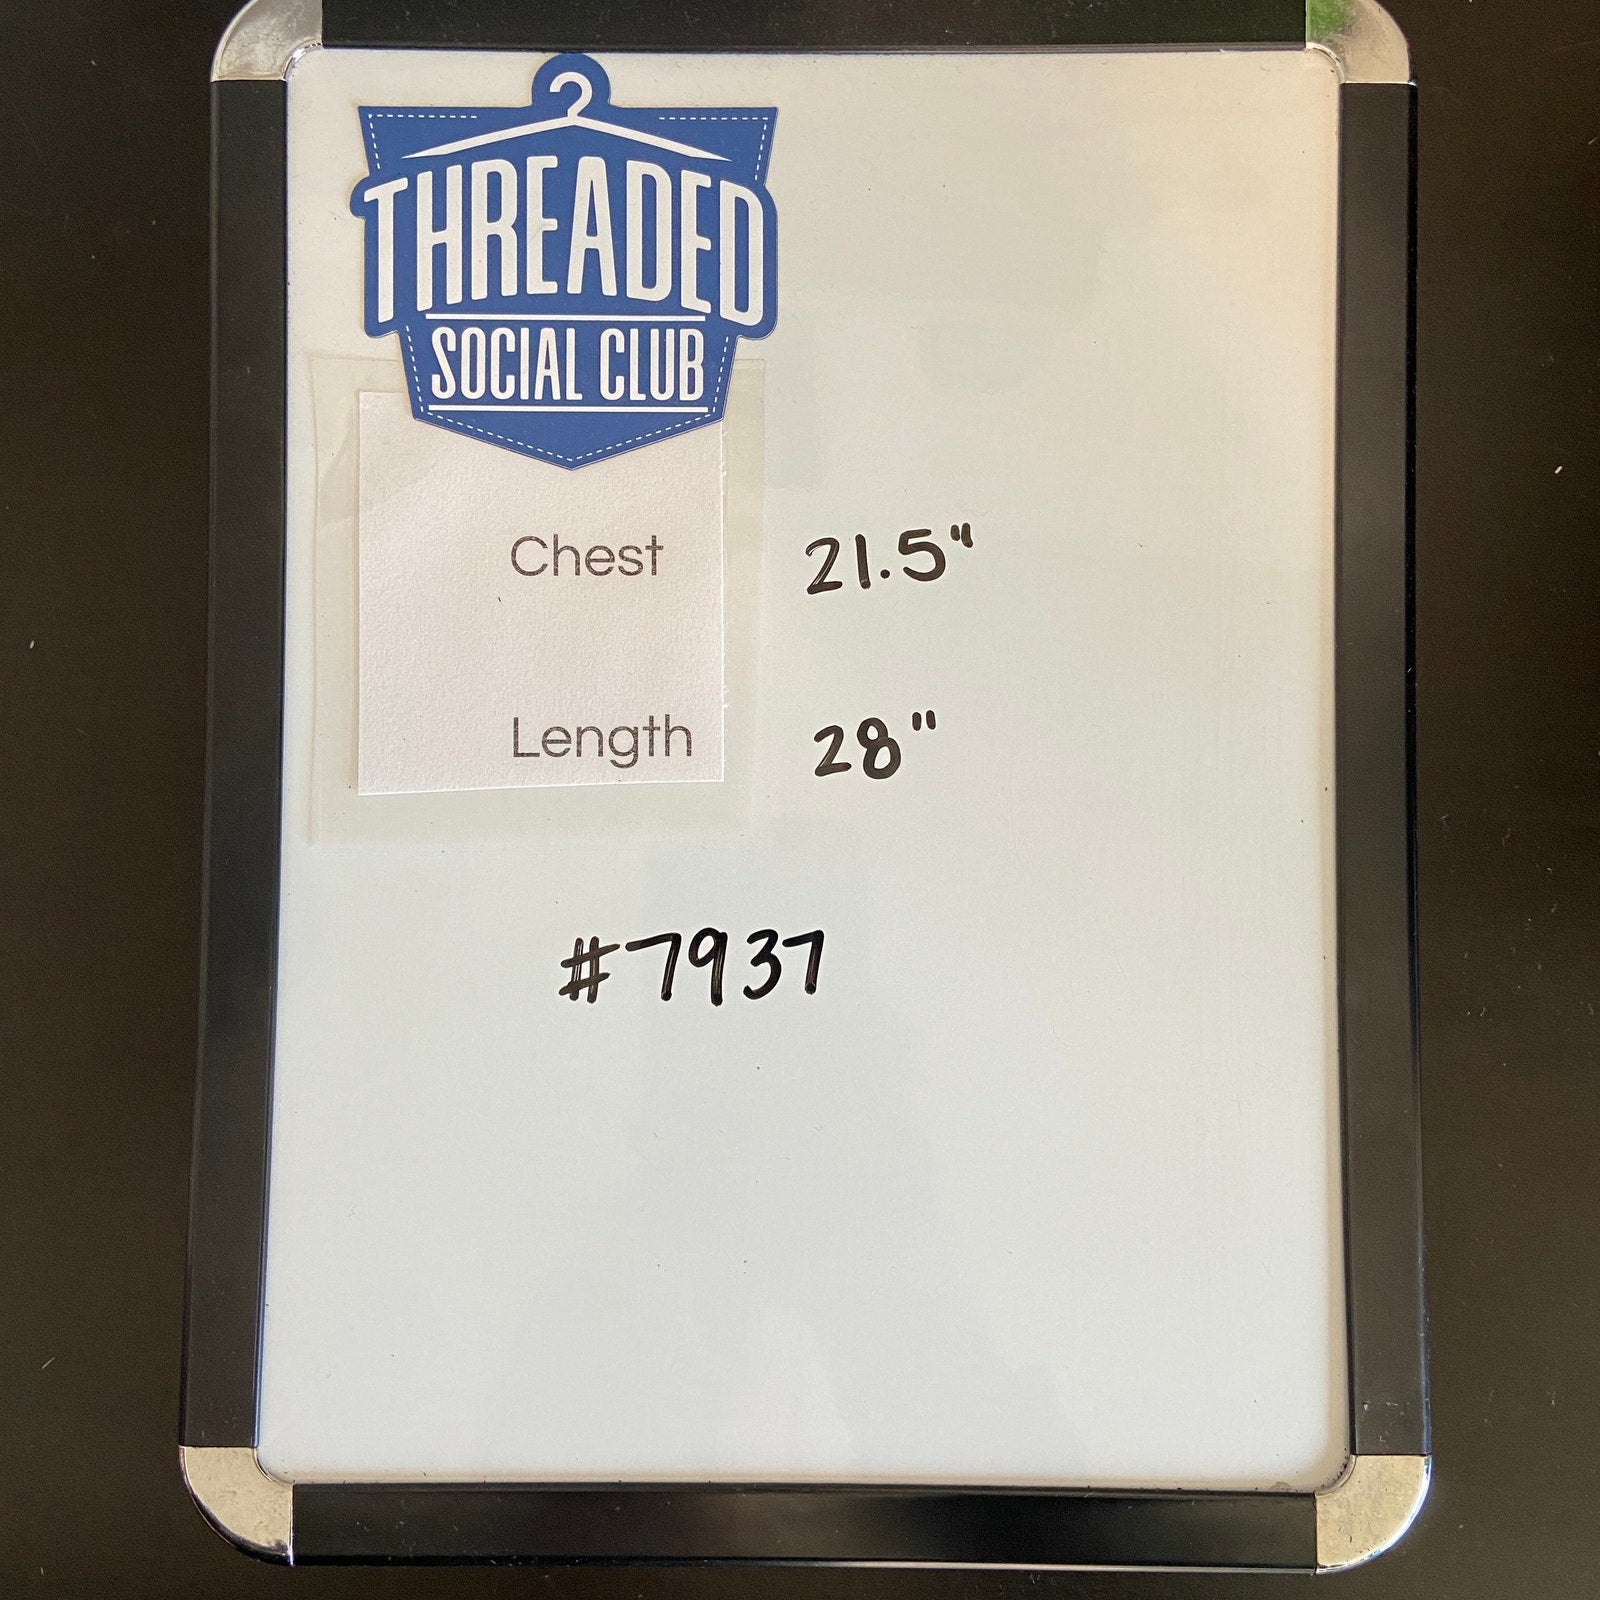 THREADED
SOCIAL CLUB
Chest 21.5"
Length 28"
#7937